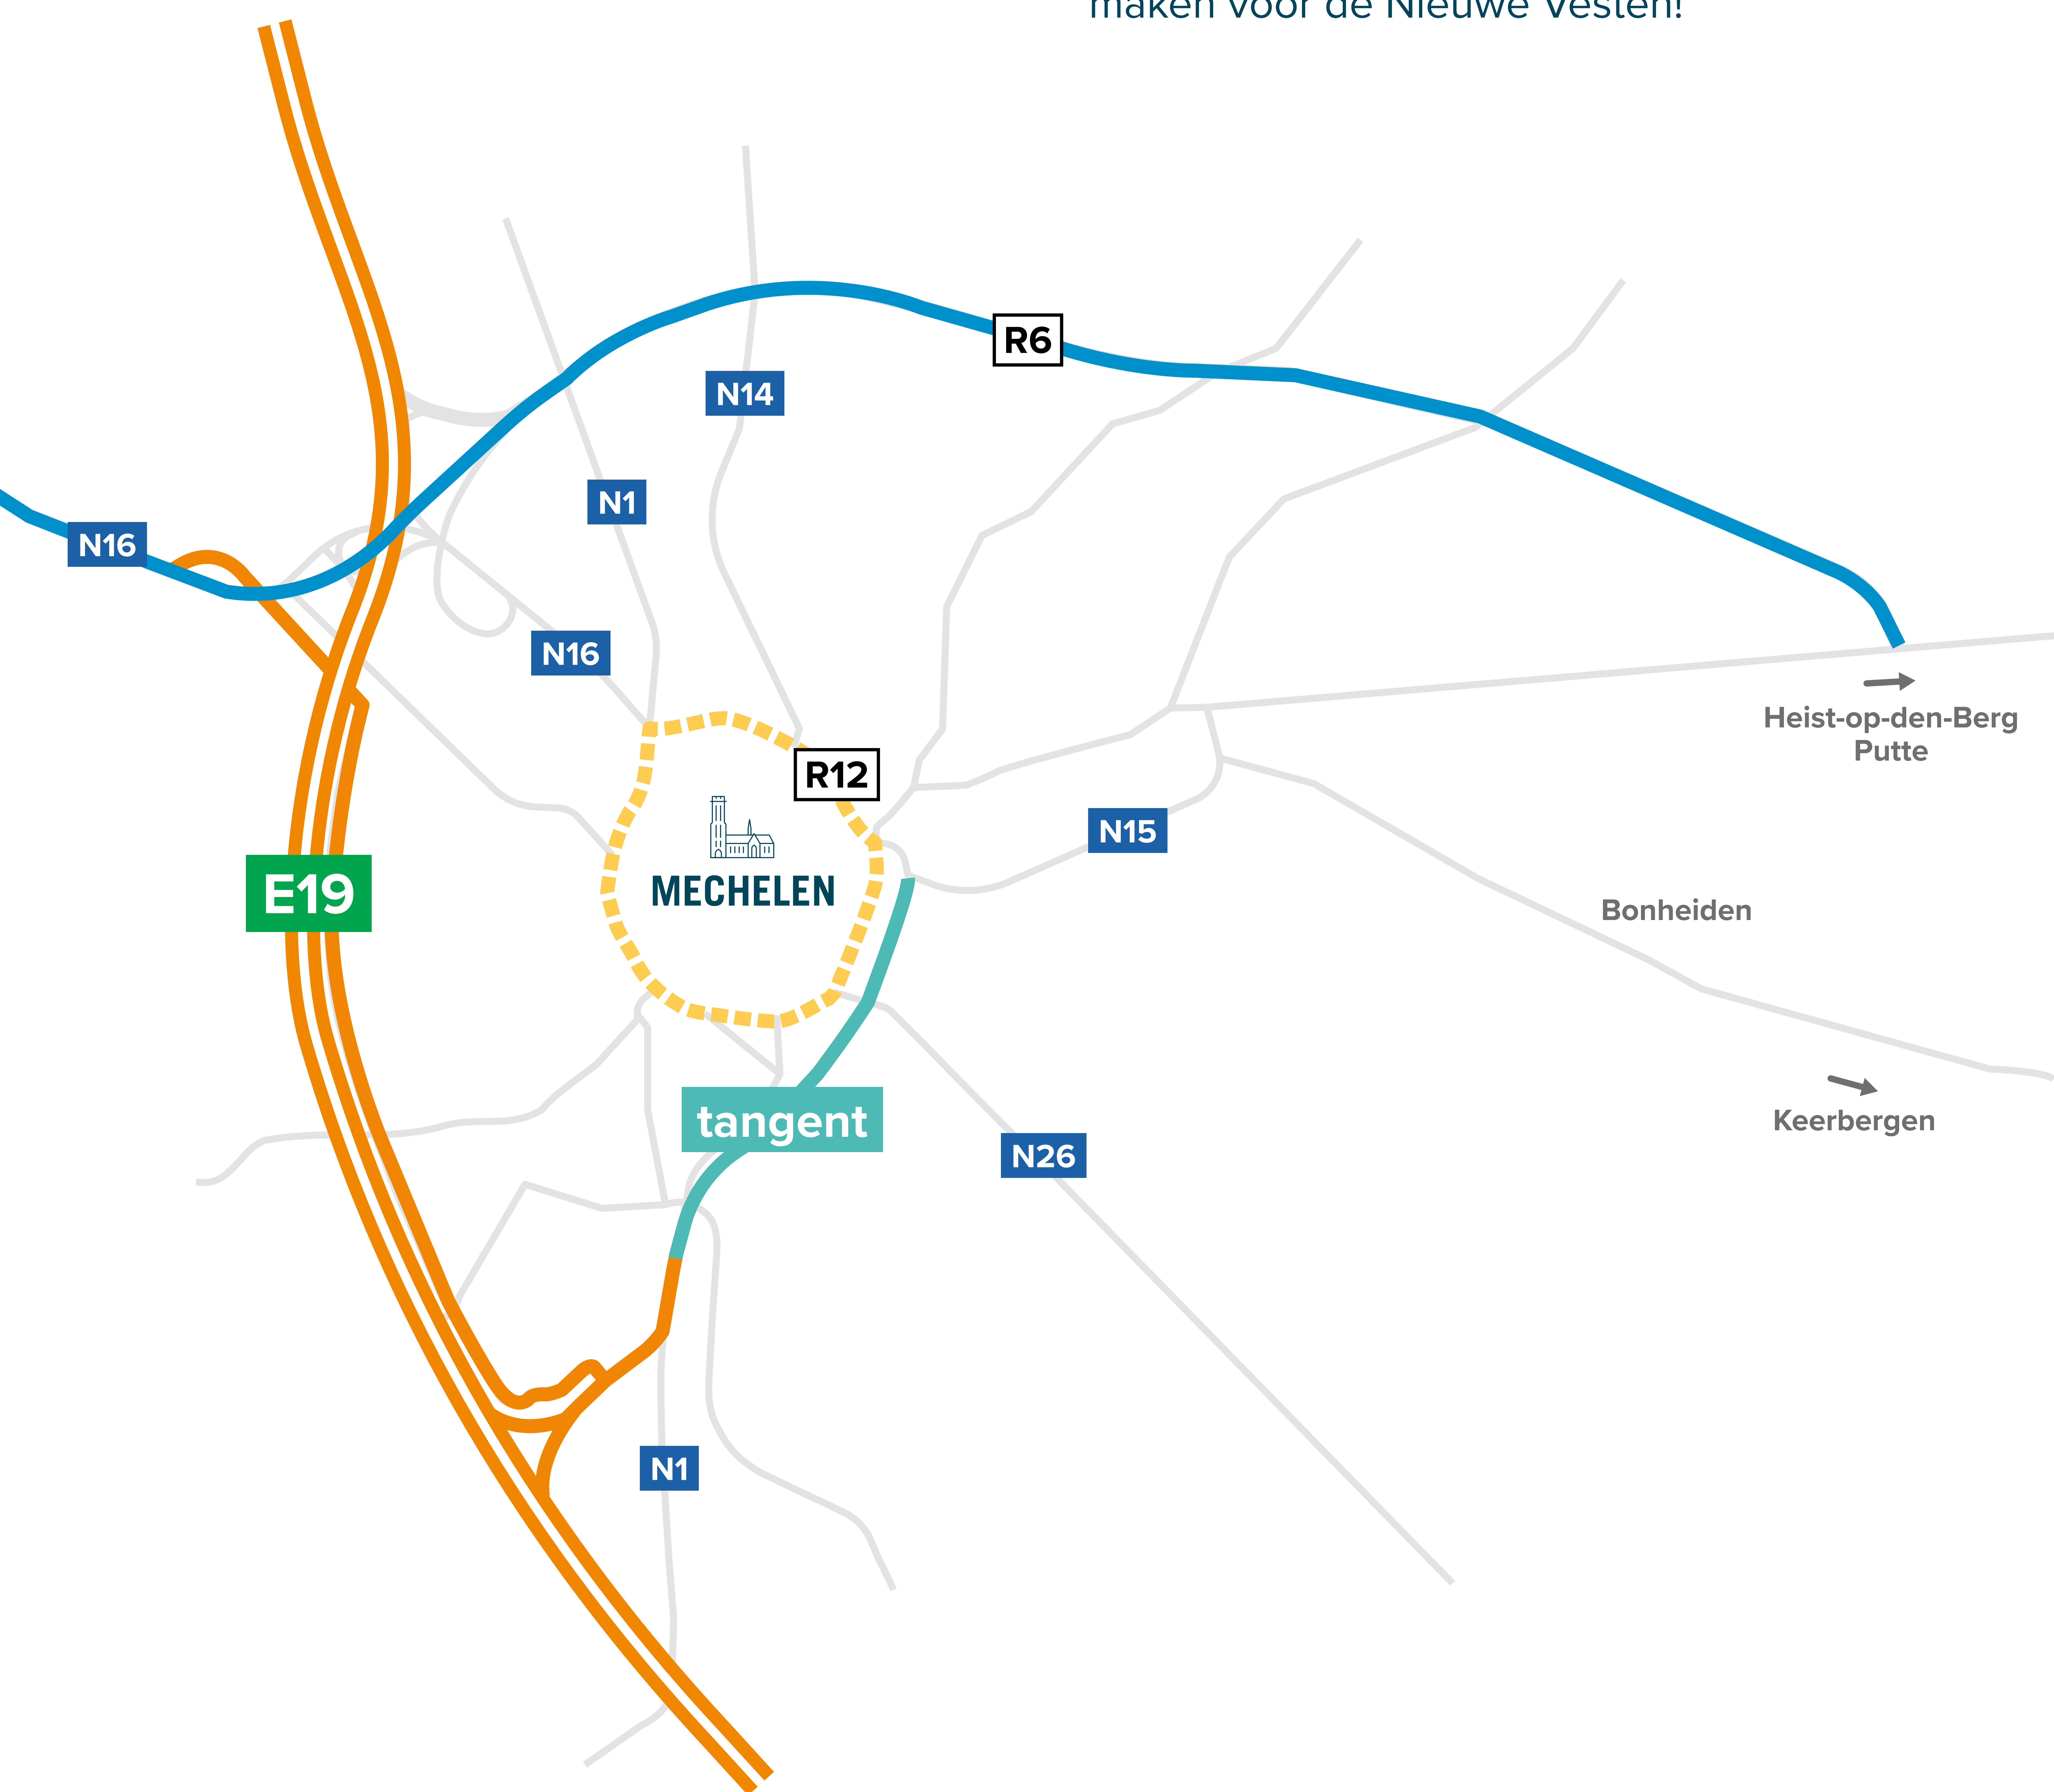 maken voor de Nieuwe Vesten!
R6
N14
N1
N16
N16
Heist-op-den-Berg
Putte
R12
N15
E19
MECHELEN
Bonheiden
tangent
Keerbergen
N26
N1